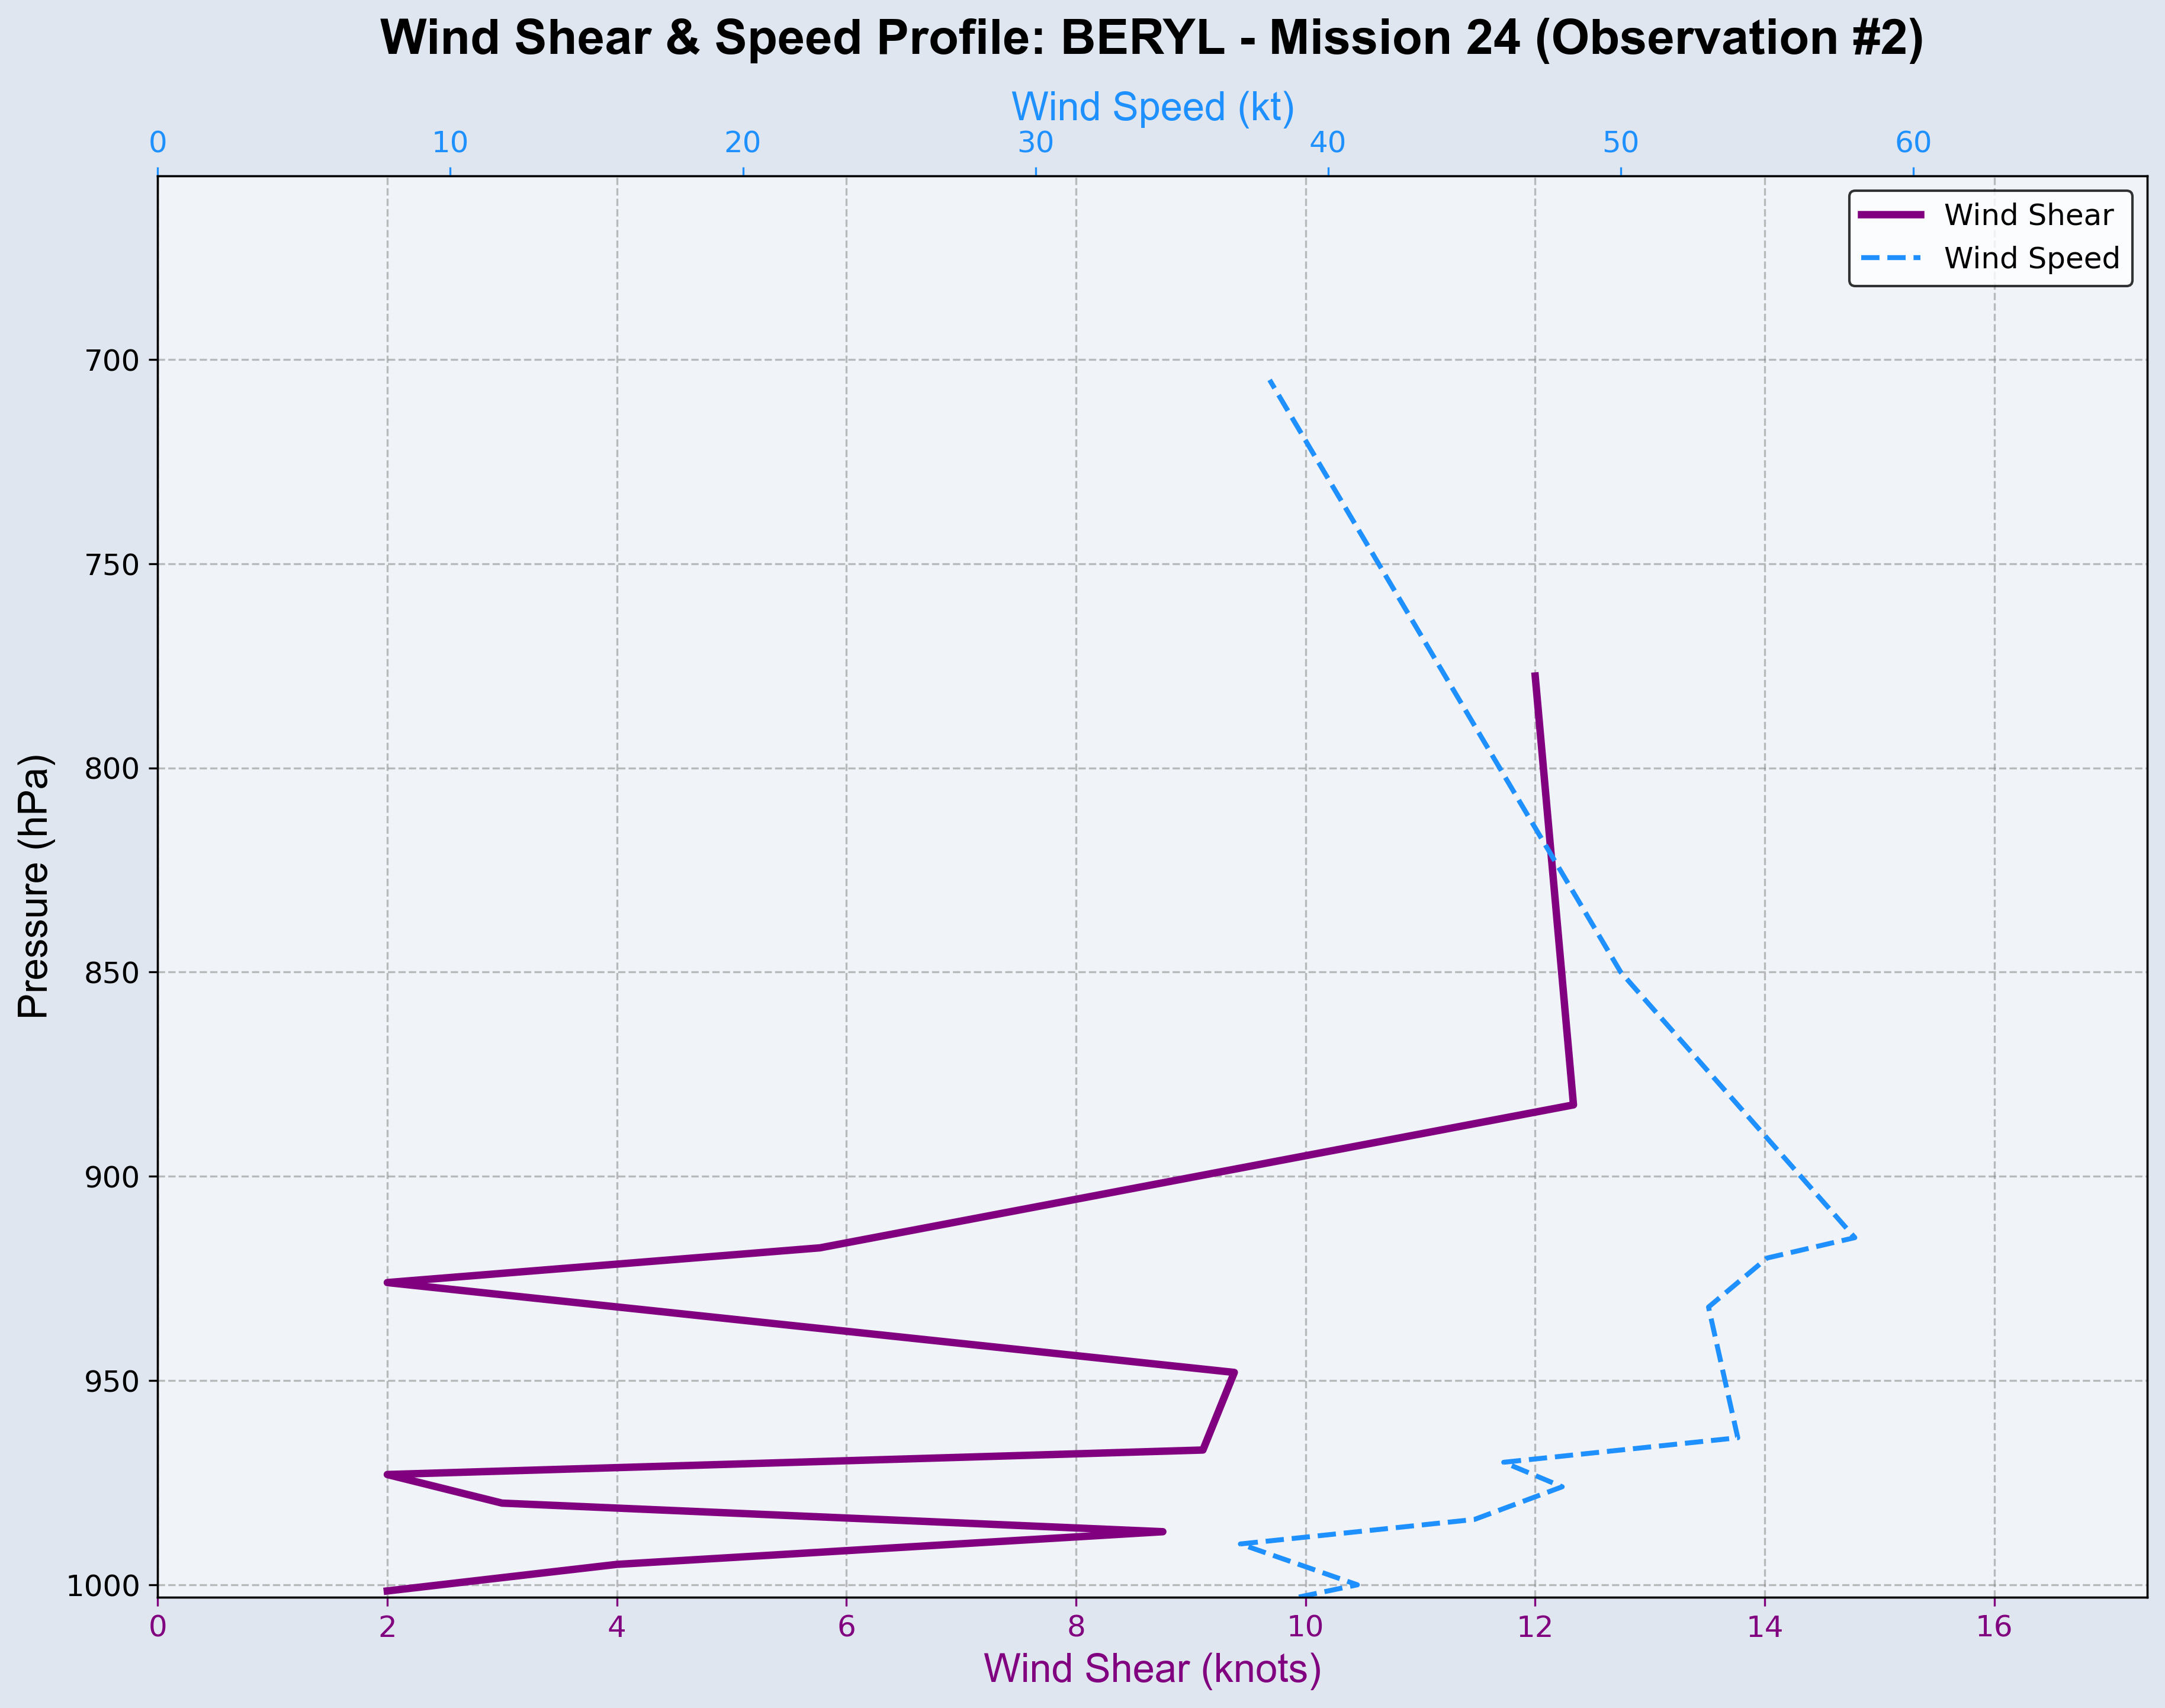 Wind Shear & Speed Profile: BERYL - Mission 24 (Observation #2)
Wind Speed (kt)
0 10 20 30 40 50 60
Wind Shear
Wind Speed
700
750
800
850
900
950
1000
Pressure (hPa)
0 2 4 6 8 10 12 14 16
Wind Shear (knots)